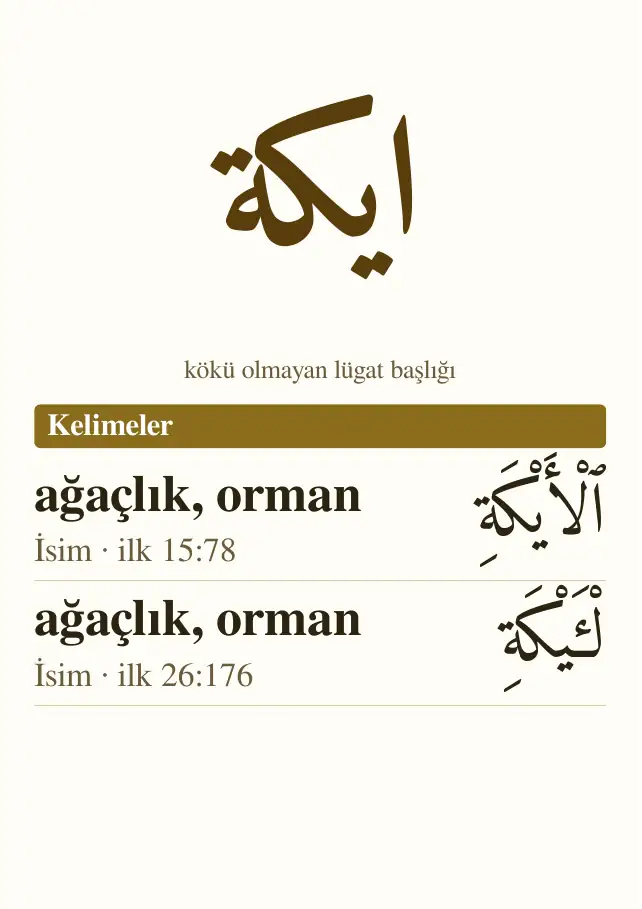 ايكة
kökü olmayan lügat başlığı
Kelimeler
ağaçlık, orman ٱلْأَيْكَةِ
İsim · ilk 15:78
ağaçlık, orman لْـَٔيْكَةِ
İsim · ilk 26:176